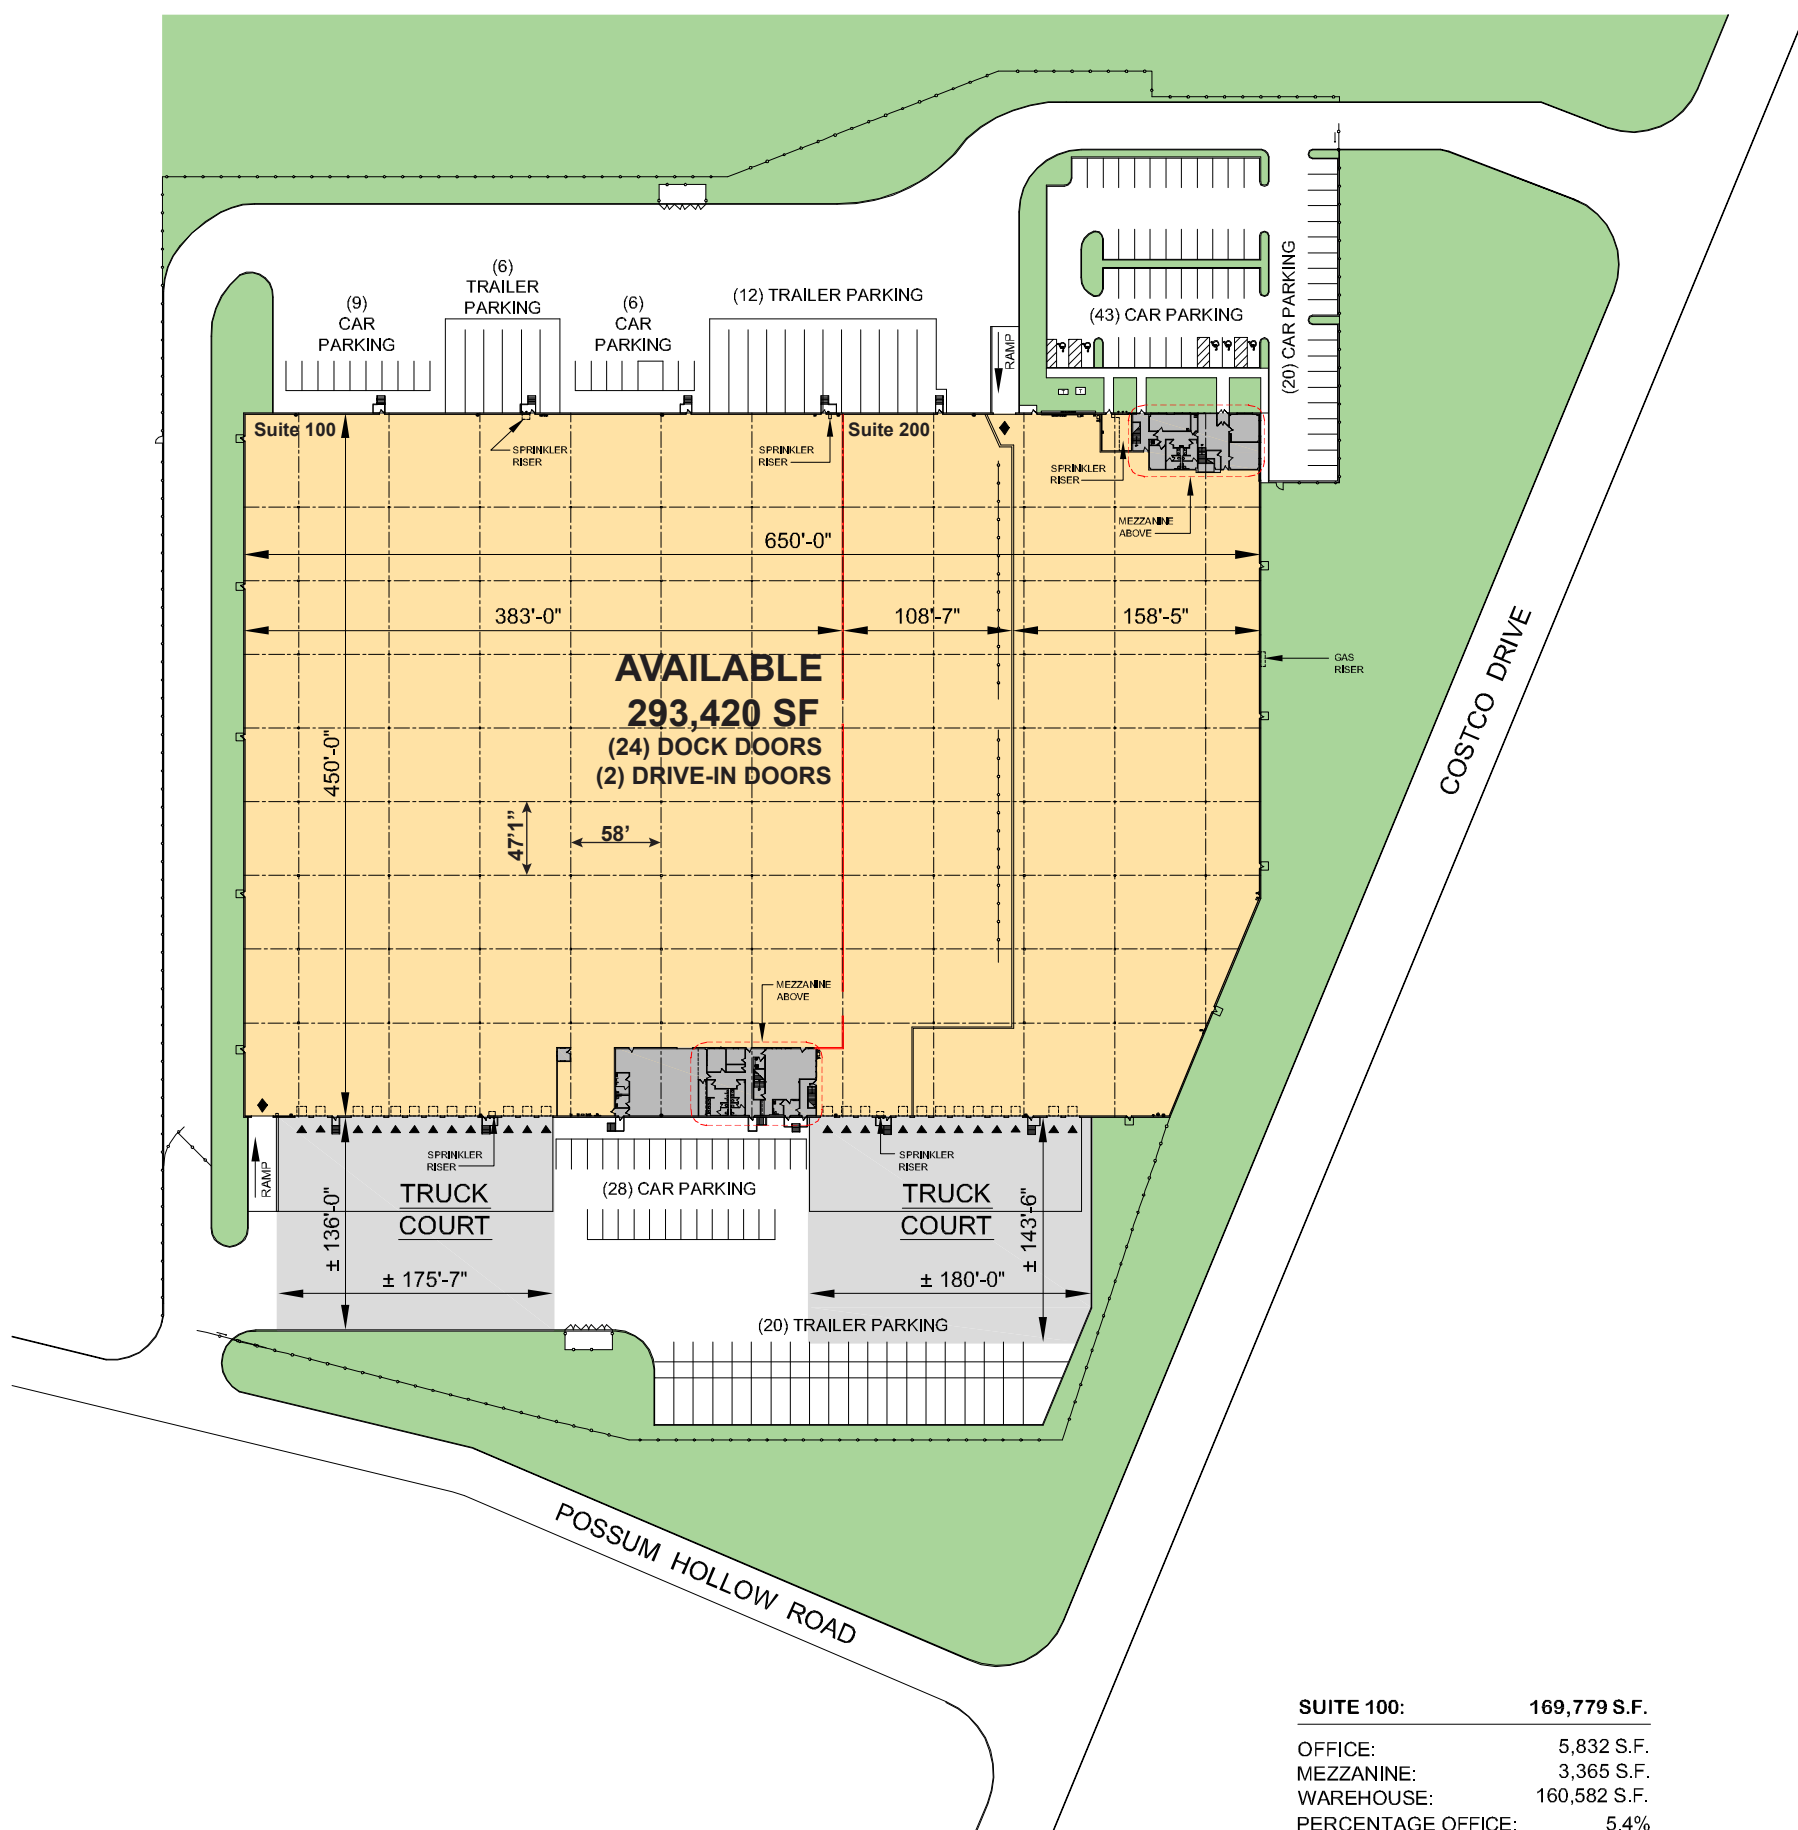 (6)
TRAILER
PARKING
(9)
CAR
PARKING
(6)
CAR
PARKING
(12) TRAILER PARKING
(43) CAR PARKING
(20) CAR PARKING
RAMP
T
T
Suite 100
Suite 200
SPRINKLER
RISER
SPRINKLER
RISER
SPRINKLER
RISER
MEZZANINE
ABOVE
650'-0"
383'-0"
108'-7"
158'-5"
GAS
RISER
COSTCO DRIVE
AVAILABLE
293,420 SF
(24) DOCK DOORS
(2) DRIVE-IN DOORS
450'-0"
47'1”
58’
MEZZANINE
ABOVE
SPRINKLER
RISER
SPRINKLER
RISER
RAMP
TRUCK
COURT
(28) CAR PARKING
TRUCK
COURT
± 136'-0"
± 143'-6"
± 175'-7"
± 180'-0"
(20) TRAILER PARKING
POSSUM HOLLOW ROAD
SUITE 100: 169,779 S.F.
OFFICE: 5,832 S.F.
MEZZANINE: 3,365 S.F.
WAREHOUSE: 160,582 S.F.
PERCENTAGE OFFICE: 5.4%